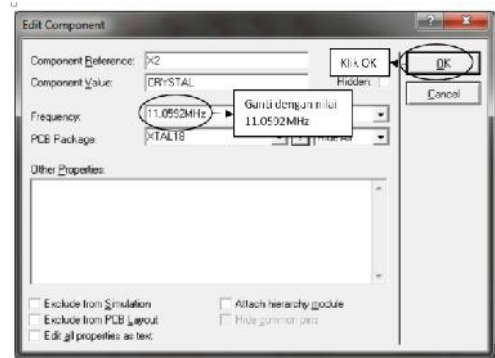 Edit Component
Component Reference: X2
Klik OK
OK
Component Value: CRYSTAL
Hidden:
Cancel
Frequency: 11.0592MHz
Ganti dengan nilai
11.0592MHz
PCB Package: XTAL18
? Hide All
Other Properties:
Exclude from Simulation
Attach hierarchy module
Exclude from PCB Layout
Hide common pins
Edit all properties as text